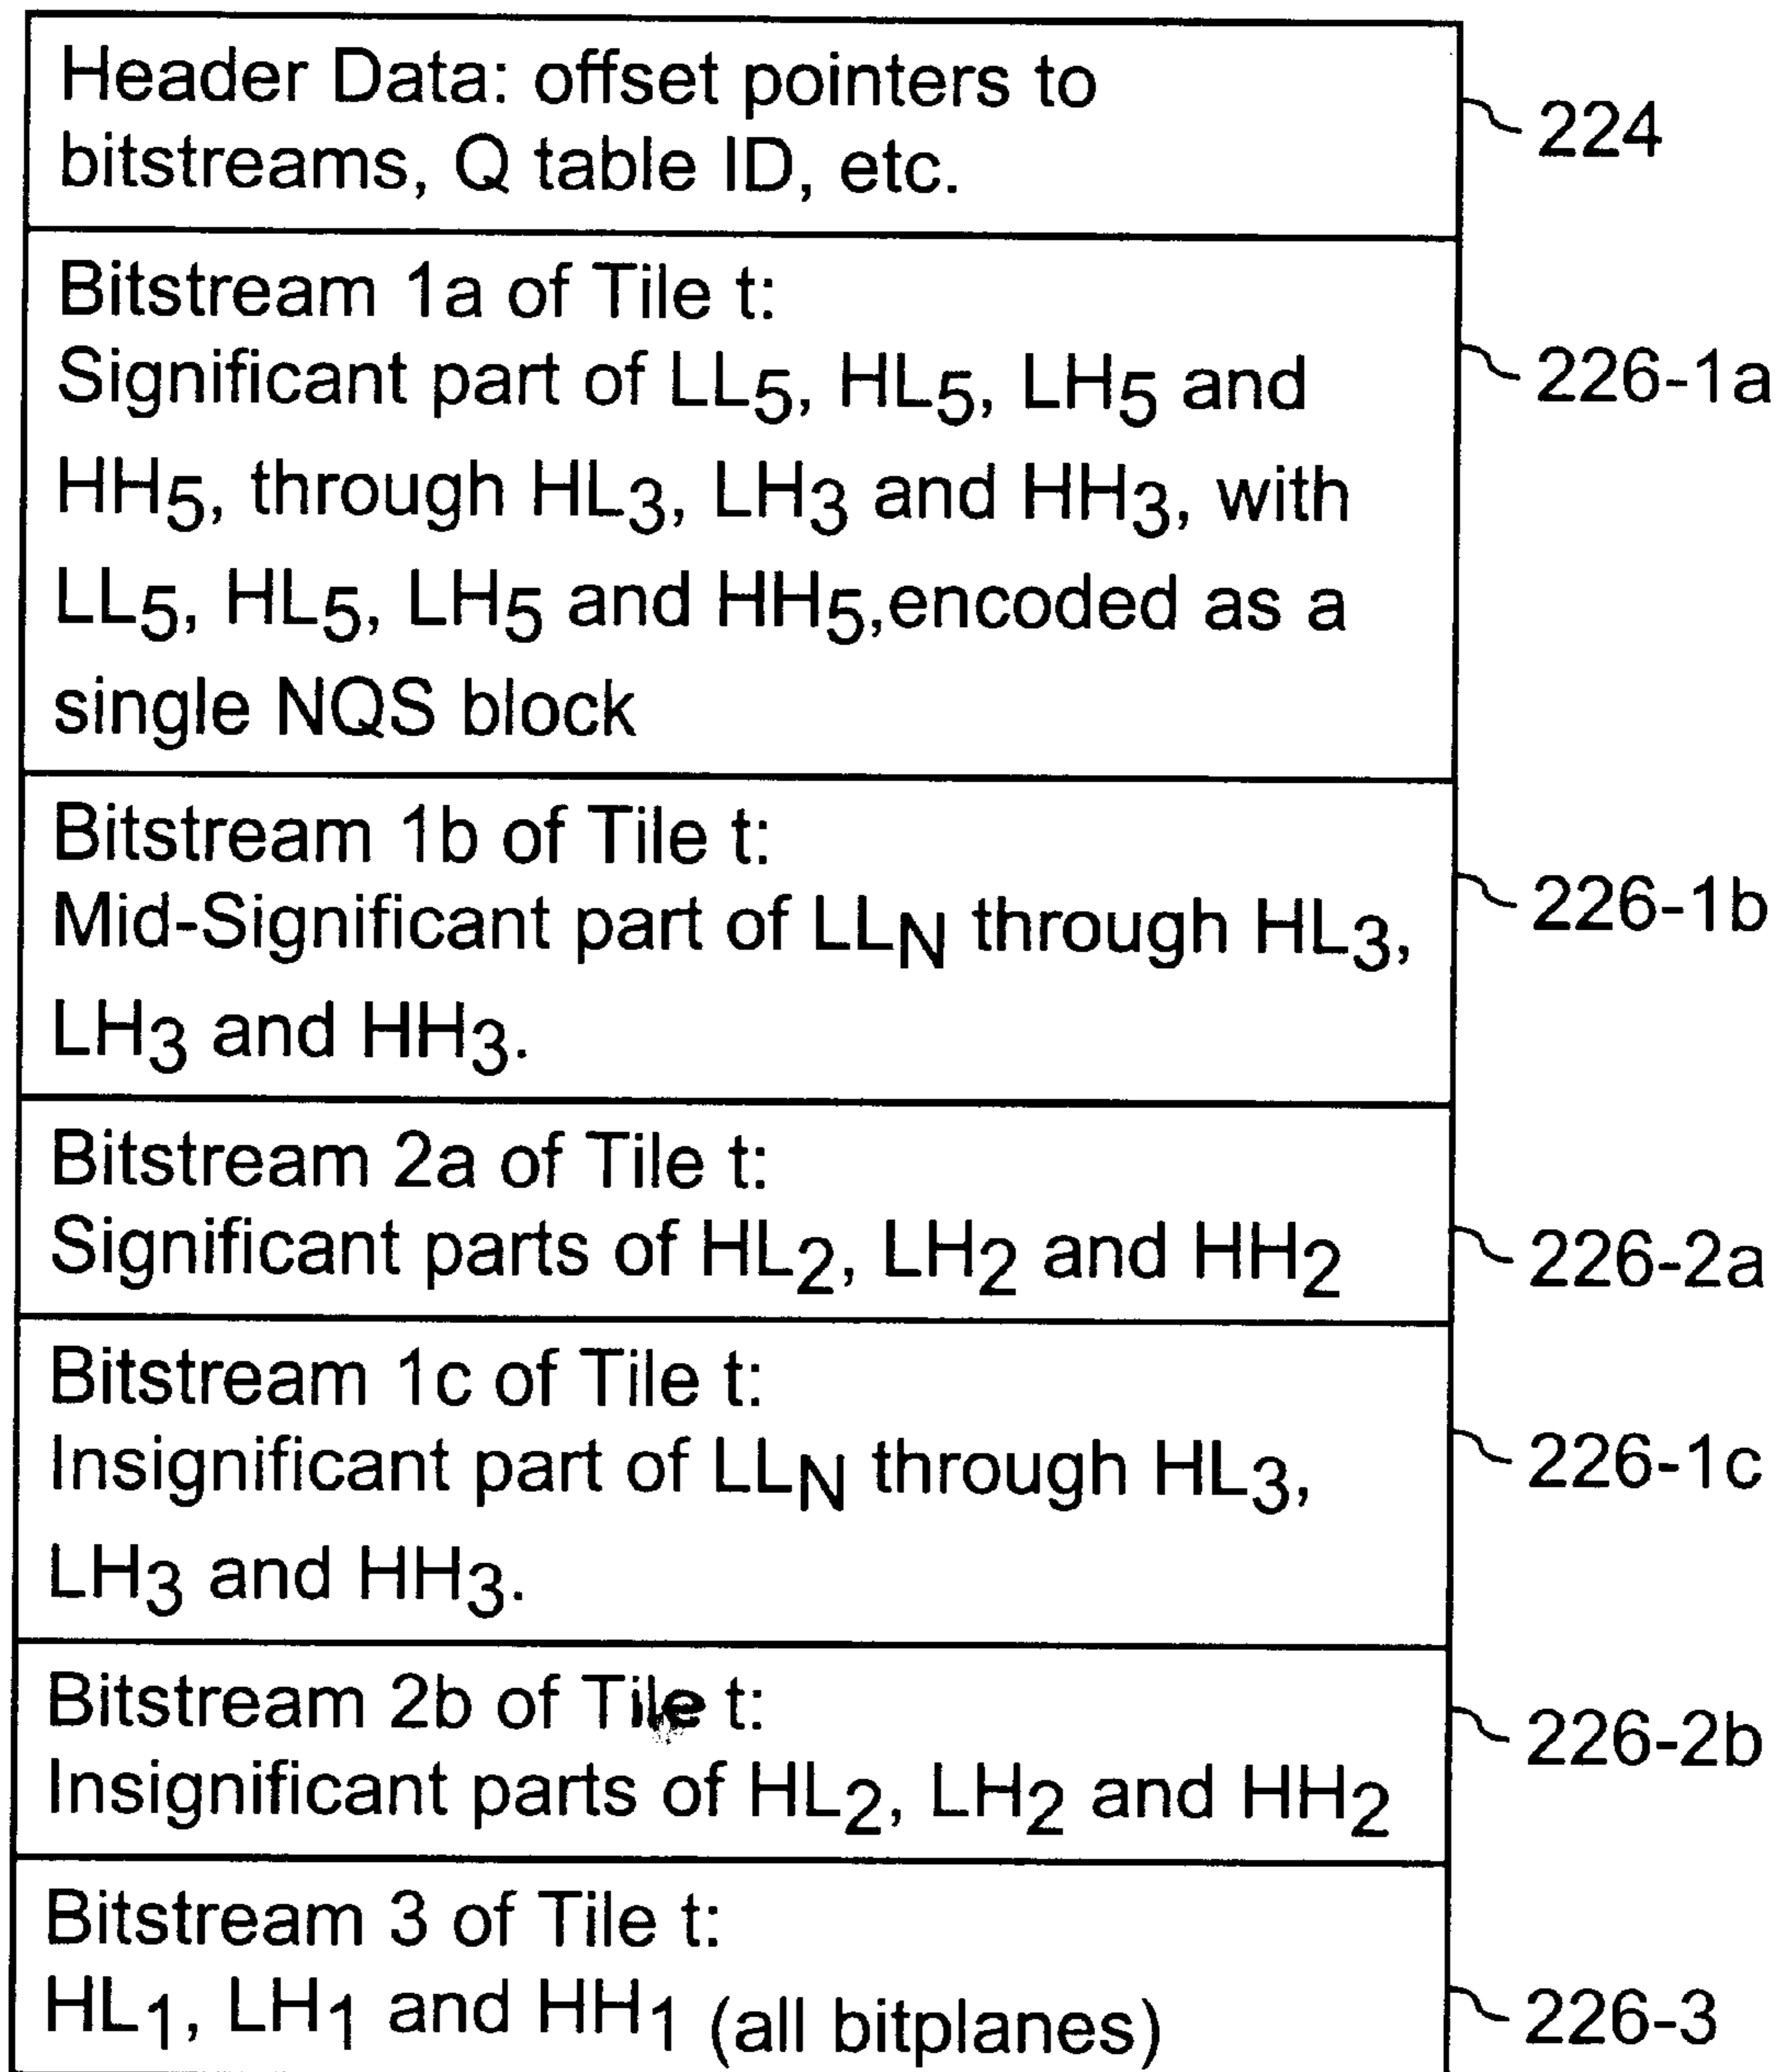 Header Data: offset pointers to
bitstreams, Q table ID, etc.
224
Bitstream 1a of Tile t:
Significant part of LL5, HL5, LH5 and
226-1a
HH5, through HL3, LH3 and HH3, with
LL5, HL5, LH5 and HH5,encoded as a
single NQS block
Bitstream 1b of Tile t:
Mid-Significant part of LLN through HL3,
226-1b
LH3 and HH3.
Bitstream 2a of Tile t:
Significant parts of HL2, LH2 and HH2
226-2a
Bitstream 1c of Tile t:
Insignificant part of LLN through HL3,
226-1c
LH3 and HH3.
Bitstream 2b of Tile t:
226-2b
Insignificant parts of HL2, LH2 and HH2
Bitstream 3 of Tile t:
HL1, LH1 and HH1 (all bitplanes)
226-3